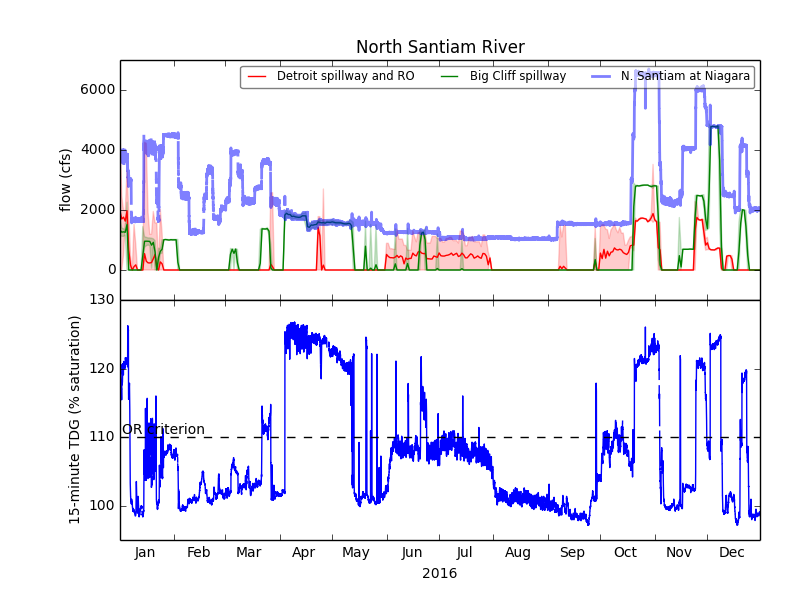 North Santiam River
Detroit spillway and RO Big Cliff spillway N. Santiam at Niagara
flow (cfs)
6000
4000
2000
0
15-minute TDG (% saturation)
130
120
110
100
OR criterion
Jan Feb Mar Apr May Jun Jul Aug Sep Oct Nov Dec
2016